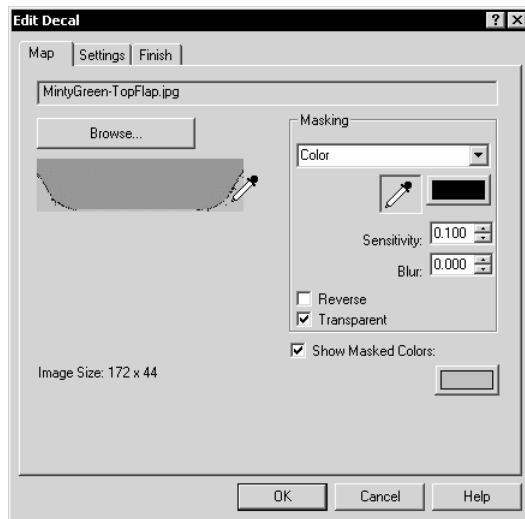 Edit Decal
Map Settings Finish
MintyGreen-TopFlap.jpg
Browse...
Masking
Color
Sensitivity: 0.100
Blur: 0.000
Reverse
Transparent
Show Masked Colors:
Image Size: 172 x 44
OK Cancel Help